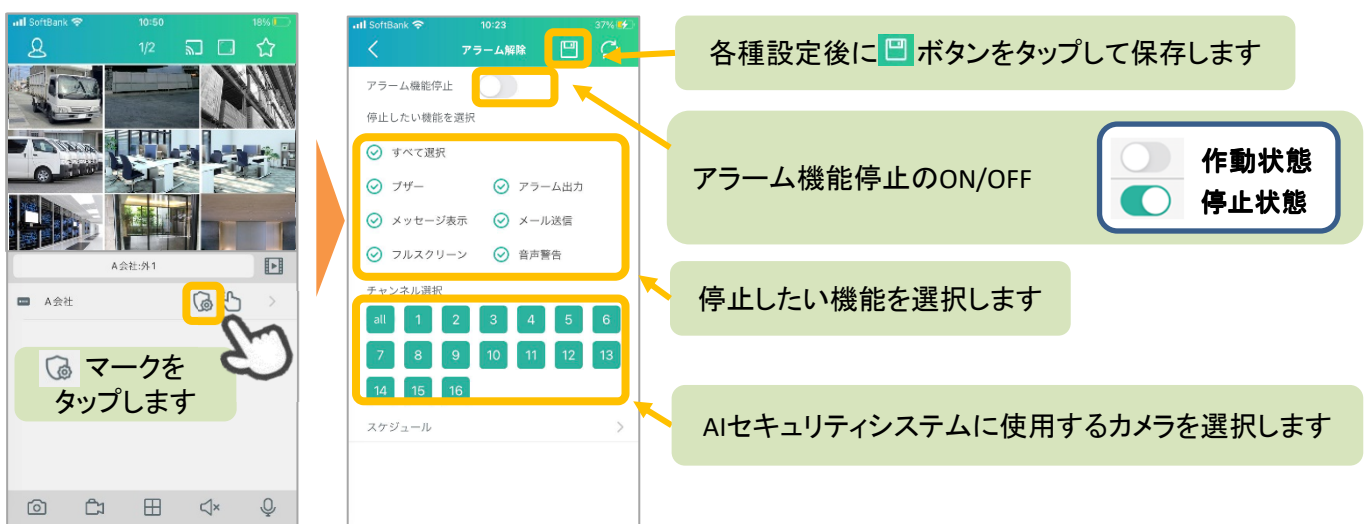 SoftBank 10:50 18%
1/2
A会社:外1
A会社
マークを
タップします
SoftBank 10:23 37%
アラーム解除
アラーム機能停止
停止したい機能を選択
すべて選択
ブザー アラーム出力
メッセージ表示 メール送信
フルスクリーン 音声警告
チャンネル選択
all 1 2 3 4 5 6
7 8 9 10 11 12 13
14 15 16
スケジュール
各種設定後に ボタンをタップして保存します
アラーム機能停止のON/OFF
作動状態
停止状態
停止したい機能を選択します
AIセキュリティシステムに使用するカメラを選択します